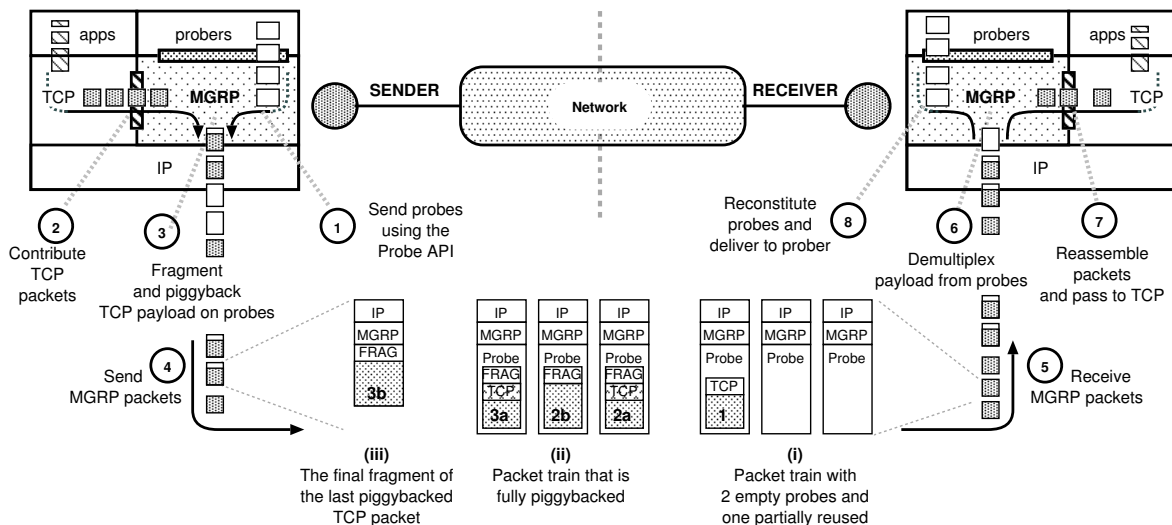 apps
probers
TCP
MGRP
IP
SENDER
Network
RECEIVER
probers
apps
MGRP
TCP
IP
2
Contribute
TCP
packets
3
Fragment
and piggyback
TCP payload on probes
1
Send probes
using the
Probe API
Reconstitute
probes and
deliver to prober
8
6
Demultiplex
payload from probes
7
Reassemble
packets
and pass to TCP
4
Send
MGRP packets
IP
MGRP
FRAG
3b
(iii)
The final fragment of
the last piggybacked
TCP packet
IP
MGRP
Probe
FRAG
TCP
3a
IP
MGRP
Probe
FRAG
2b
IP
MGRP
Probe
FRAG
TCP
2a
(ii)
Packet train that is
fully piggybacked
IP
MGRP
Probe
TCP
1
IP
MGRP
Probe
IP
MGRP
Probe
(i)
Packet train with
2 empty probes and
one partially reused
5
Receive
MGRP packets